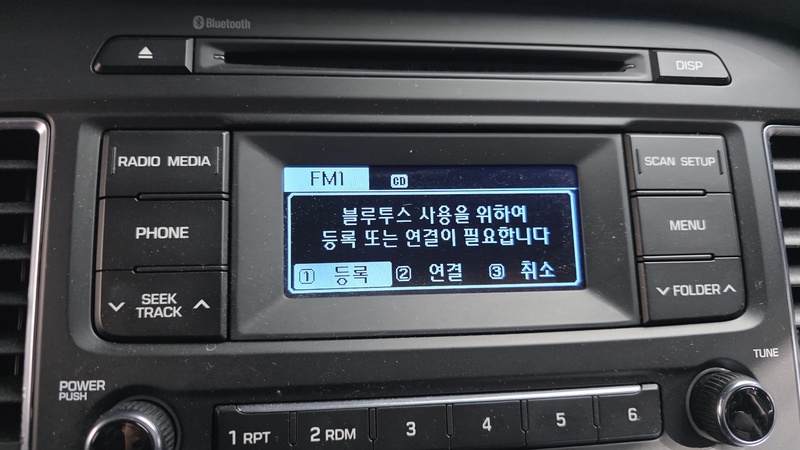 Bluetooth
DISP
RADIO MEDIA
SCAN SETUP
FM1
CD
블루투스 사용을 위하여
등록 또는 연결이 필요합니다
1 등록 2 연결 3 취소
PHONE
MENU
SEEK
TRACK
FOLDER
POWER
PUSH
TUNE
1 RPT
2 RDM
3
4
5
6